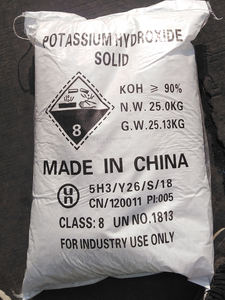 POTASSIUM HYDROXIDE
SOLID
8
KOH ≥ 90%
N.W. 25.0KG
G.W. 25.13KG
MADE IN CHINA
UN
5H3/Y26/S/18
CN/120011 PI:005
CLASS: 8 UN NO.1813
FOR INDUSTRY USE ONLY